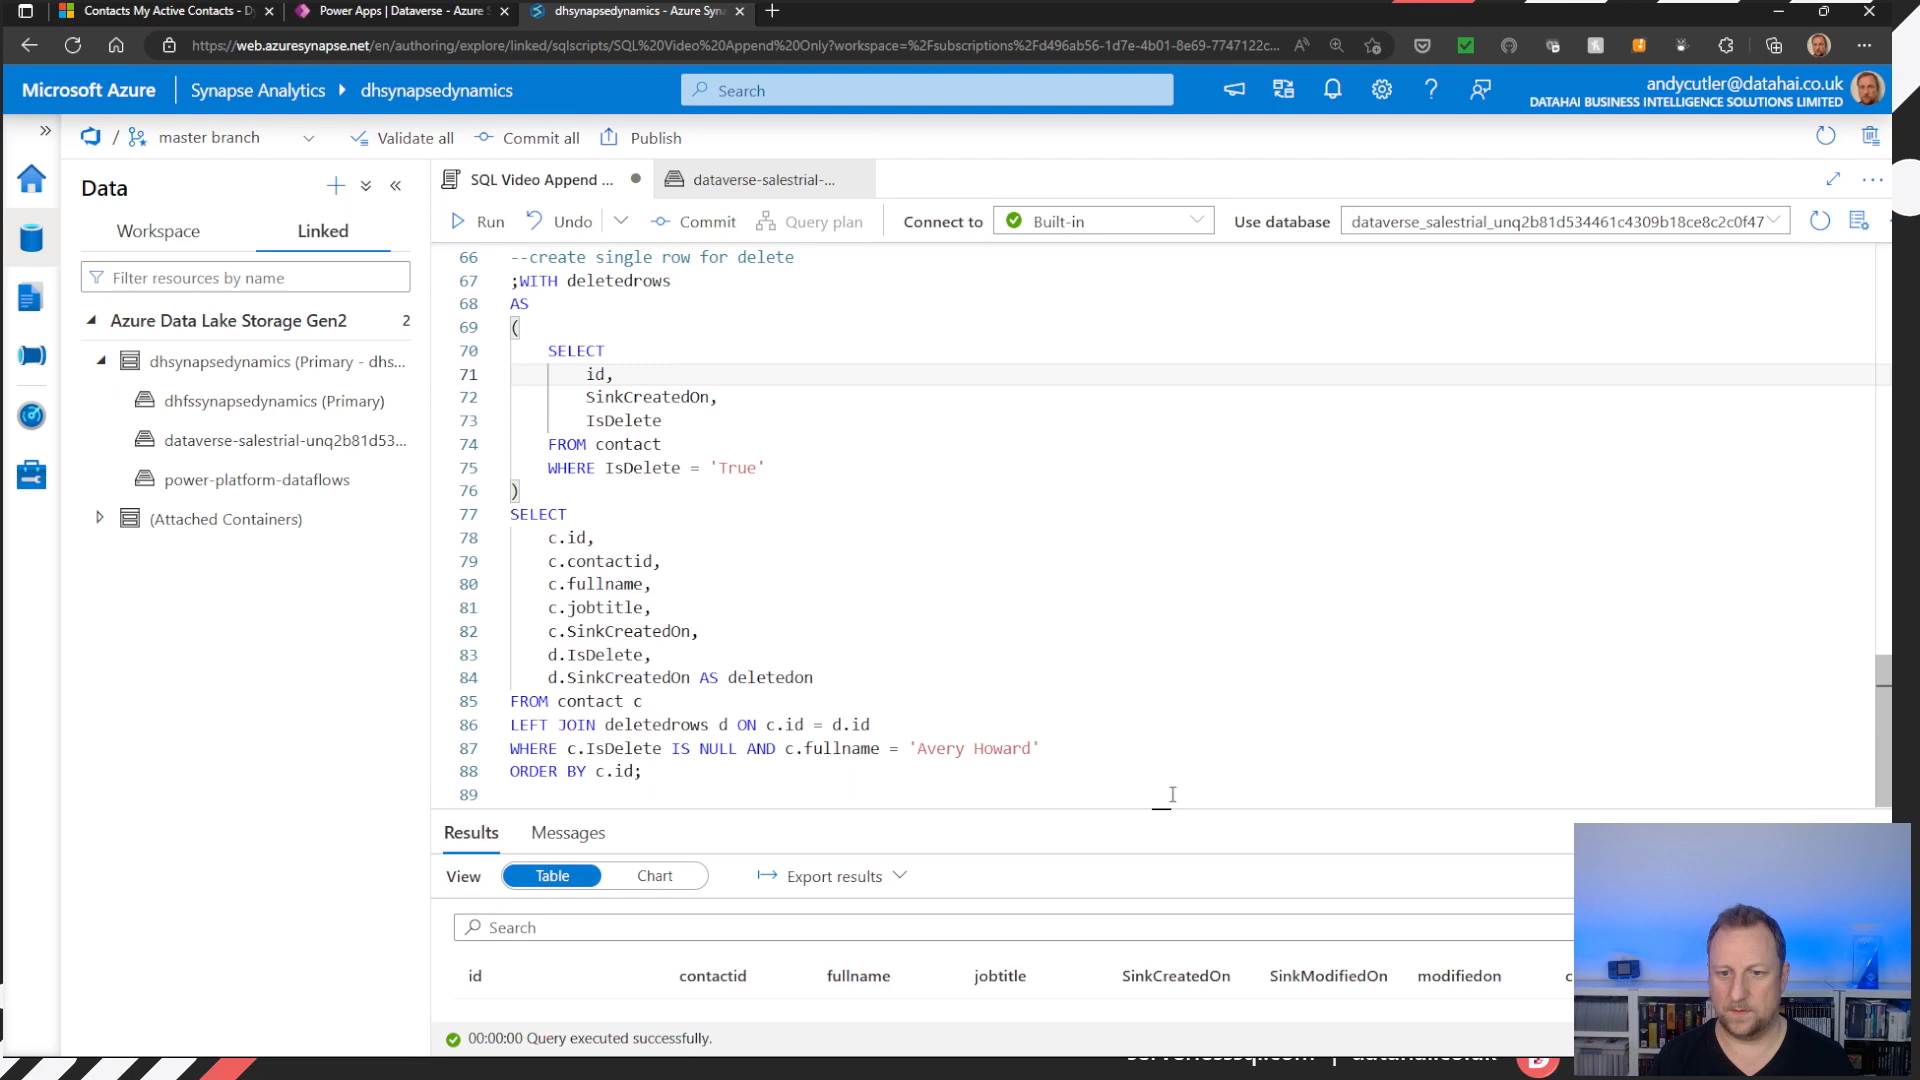 Contacts My Active Contacts - D
Power Apps | Dataverse - Azure S
dhsynapsedynamics - Azure Syna
https://web.azuresynapse.net/en/authoring/explore/linked/sqlscripts/SQL%20Video%20Append%20Only?workspace=%2Fsubscriptions%2Fd496ab56-1d7e-4b01-8e69-7747122c...
Microsoft Azure
Synapse Analytics
dhsynapsedynamics
Search
andycutler@datahai.co.uk
DATAHAI BUSINESS INTELLIGENCE SOLUTIONS LIMITED
/ master branch
Validate all
Commit all
Publish
Data
SQL Video Append ...
dataverse-salestrial-...
Workspace
Linked
Run
Undo
Commit
Query plan
Connect to
Built-in
Use database
dataverse_salestrial_unq2b81d534461c4309b18ce8c2c0f47
Filter resources by name
Azure Data Lake Storage Gen2 2
dhsynapsedynamics (Primary - dhs...
dhfssynapsedynamics (Primary)
dataverse-salestrial-unq2b81d53...
power-platform-dataflows
(Attached Containers)
66 --create single row for delete
67 ;WITH deletedrows
68 AS
69 (
70 SELECT
71 id,
72 SinkCreatedOn,
73 IsDelete
74 FROM contact
75 WHERE IsDelete = 'True'
76 )
77 SELECT
78 c.id,
79 c.contactid,
80 c.fullname,
81 c.jobtitle,
82 c.SinkCreatedOn,
83 d.IsDelete,
84 d.SinkCreatedOn AS deletedon
85 FROM contact c
86 LEFT JOIN deletedrows d ON c.id = d.id
87 WHERE c.IsDelete IS NULL AND c.fullname = 'Avery Howard'
88 ORDER BY c.id;
89
Results
Messages
View
Table
Chart
Export results
Search
id contactid fullname jobtitle SinkCreatedOn SinkModifiedOn modifiedon c
00:00:00 Query executed successfully.